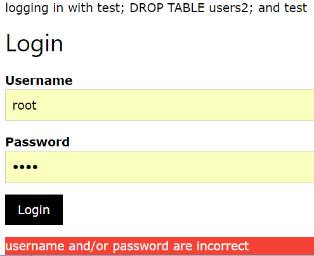 logging in with test; DROP TABLE users2; and test
Login
Username
root
Password
••••
Login
username and/or password are incorrect